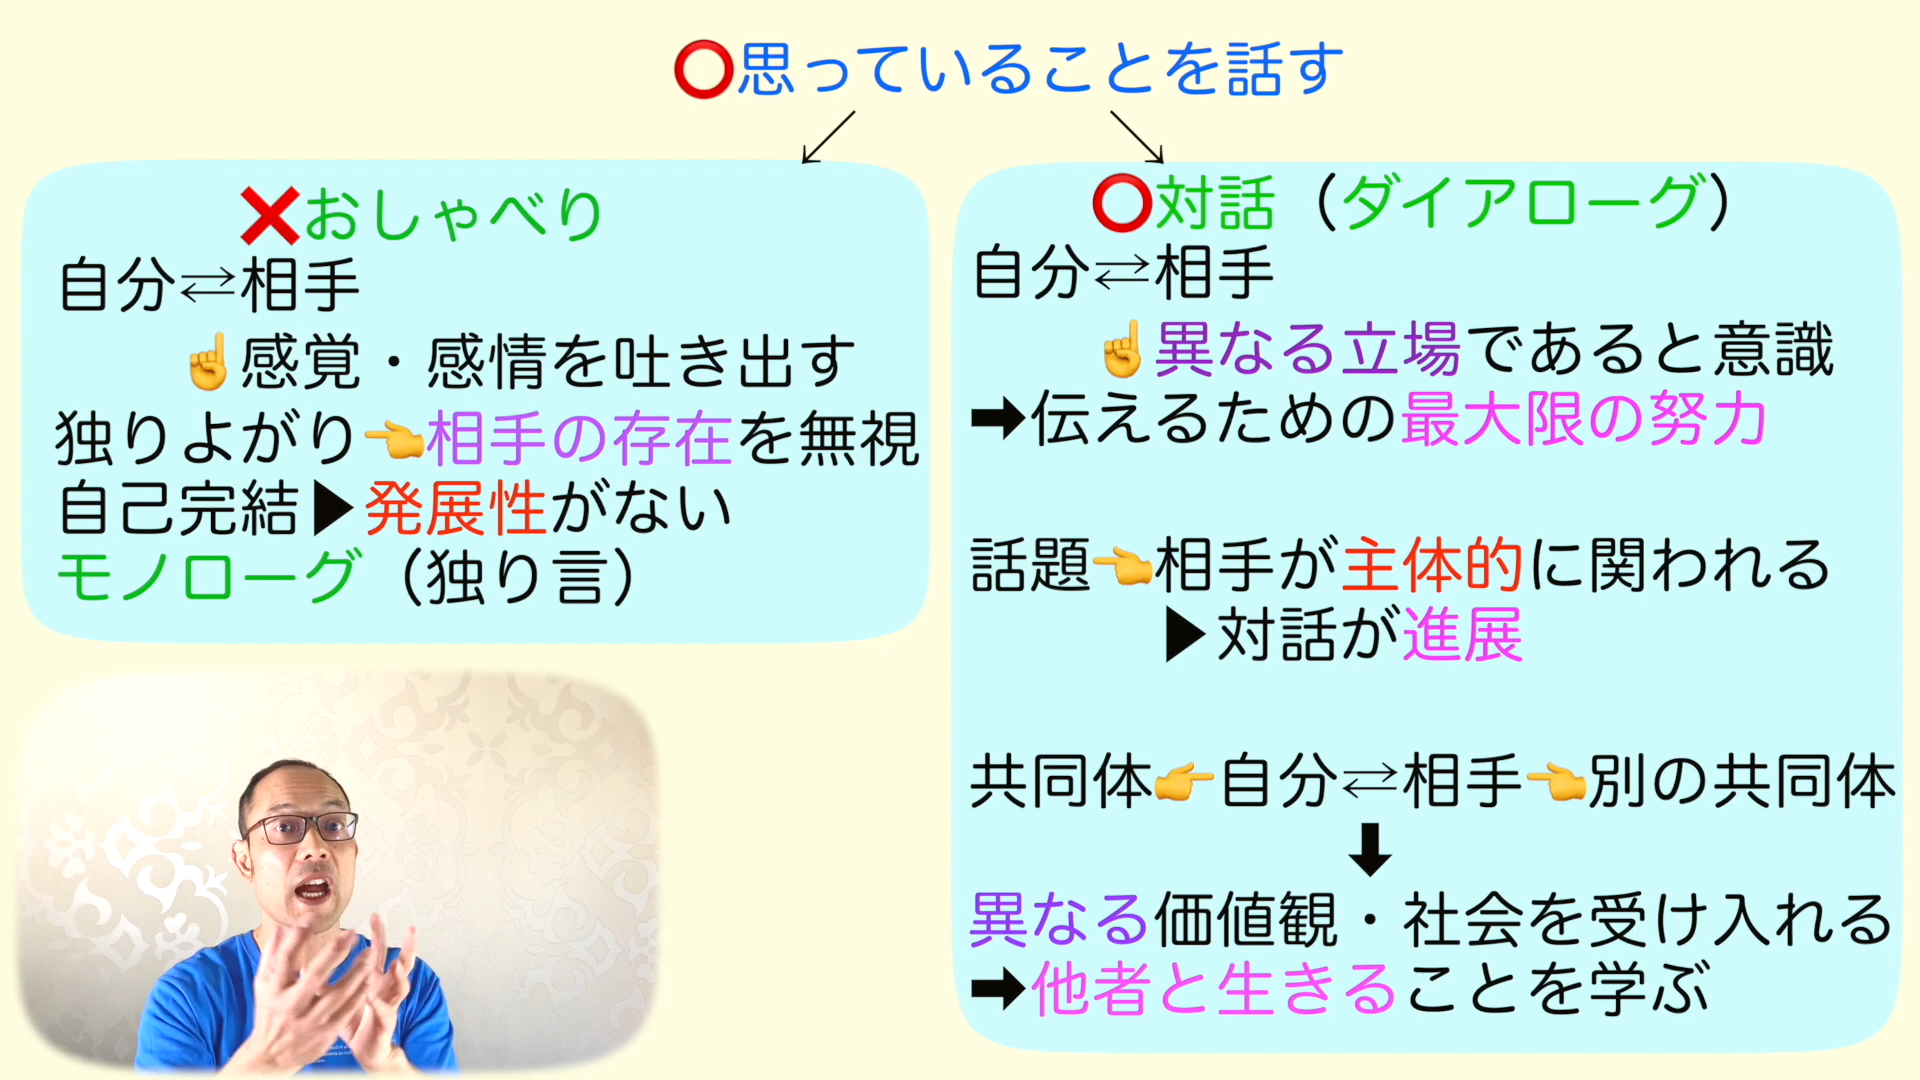 ⭕思っていることを話す
❌おしゃべり
自分⇄相手
☝感覚・感情を吐き出す
独りよがり👈相手の存在を無視
自己完結▶発展性がない
モノローグ（独り言）
⭕対話（ダイアローグ）
自分⇄相手
☝異なる立場であると意識
➡伝えるための最大限の努力
話題👈相手が主体的に関われる
▶対話が進展
共同体👉自分⇄相手👈別の共同体
⬇
異なる価値観・社会を受け入れる
➡他者と生きることを学ぶ